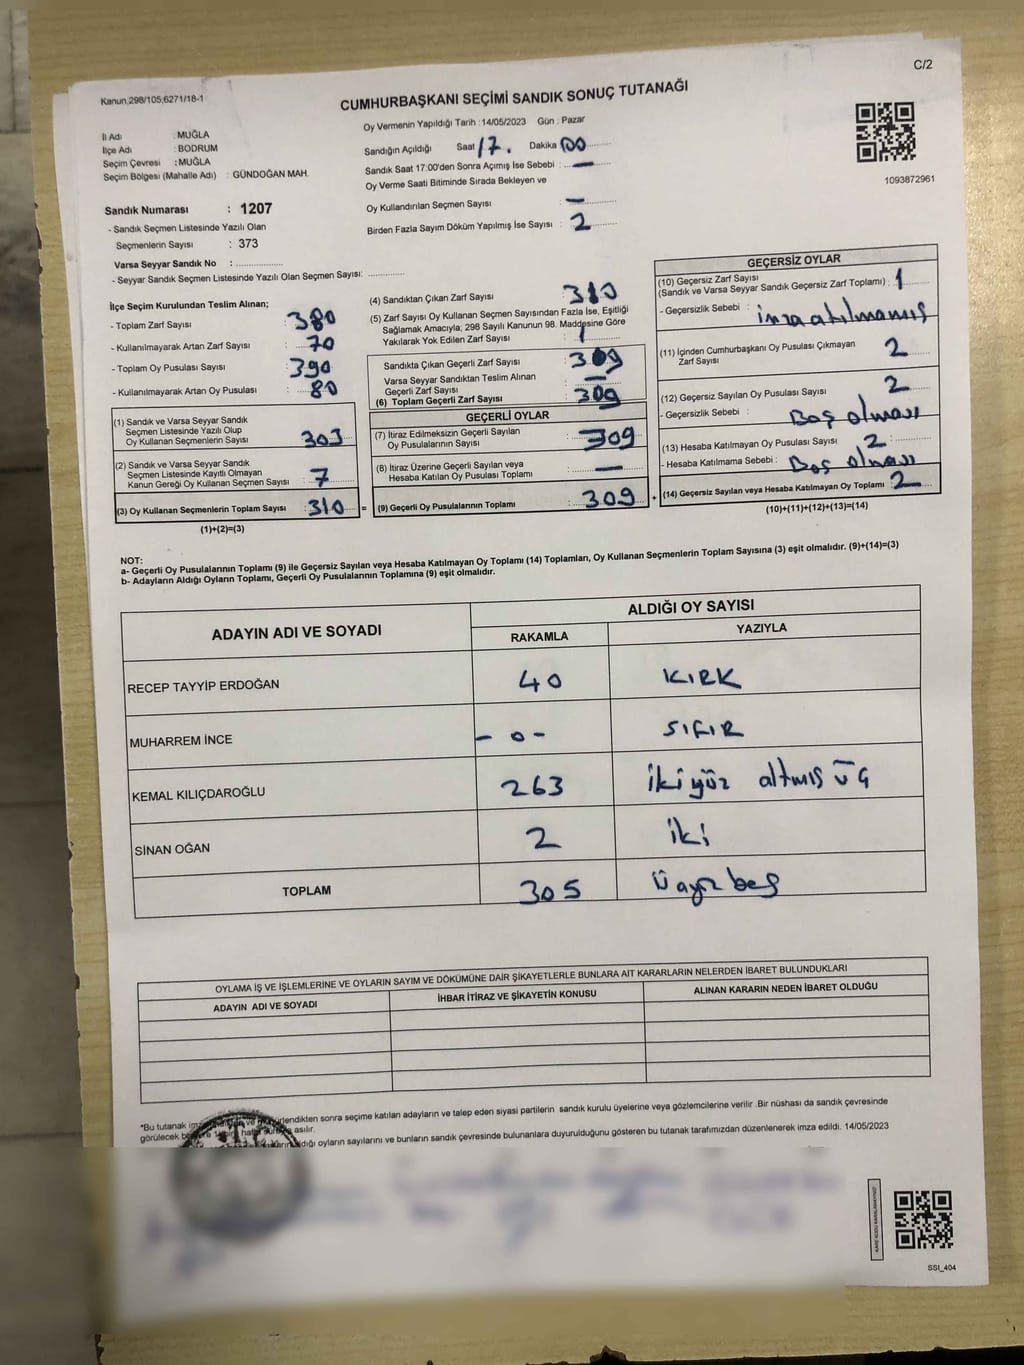 C/2
Kanun,298/105,6271/18-1
CUMHURBAŞKANI SEÇİMİ SANDIK SONUÇ TUTANAĞI
İl Adı : MUĞLA
İlçe Adı : BODRUM
Seçim Çevresi : MUĞLA
Seçim Bölgesi (Mahalle Adı) : GÜNDOĞAN MAH.
Sandık Numarası : 1207
- Sandık Seçmen Listesinde Yazılı Olan
Seçmenlerin Sayısı : 373
Varsa Seyyar Sandık No :
- Seyyar Sandık Seçmen Listesinde Yazılı Olan Seçmen Sayısı:
Oy Vermenin Yapıldığı Tarih : 14/05/2023 Gün : Pazar
Sandığın Açıldığı Saat 17. Dakika 00
Sandık Saat 17:00'den Sonra Açımış İse Sebebi : —
Oy Verme Saati Bitiminde Sırada Bekleyen ve
Oy Kullandırılan Seçmen Sayısı : —
Birden Fazla Sayım Döküm Yapılmış İse Sayısı : 2
1093872961
İlçe Seçim Kurulundan Teslim Alınan;
- Toplam Zarf Sayısı : 380
- Kullanılmayarak Artan Zarf Sayısı : 70
- Toplam Oy Pusulası Sayısı : 390
- Kullanılmayarak Artan Oy Pusulası : 80
(1) Sandık ve Varsa Seyyar Sandık
Seçmen Listesinde Yazılı Olup
Oy Kullanan Seçmenlerin Sayısı : 303
(2) Sandık ve Varsa Seyyar Sandık
Seçmen Listesinde Kayıtlı Olmayan
Kanun Gereği Oy Kullanan Seçmen Sayısı : 7
(3) Oy Kullanan Seçmenlerin Toplam Sayısı : 310
(1)+(2)=(3)
(4) Sandıktan Çıkan Zarf Sayısı : 310
(5) Zarf Sayısı Oy Kullanan Seçmen Sayısından Fazla İse, Eşitliği
Sağlamak Amacıyla; 298 Sayılı Kanunun 98. Maddesine Göre
Yakılarak Yok Edilen Zarf Sayısı : 1
Sandıkta Çıkan Geçerli Zarf Sayısı : 309
Varsa Seyyar Sandıktan Teslim Alınan
Geçerli Zarf Sayısı : —
(6) Toplam Geçerli Zarf Sayısı : 309
GEÇERLİ OYLAR
(7) İtiraz Edilmeksizin Geçerli Sayılan
Oy Pusulalarının Sayısı : 309
(8) İtiraz Üzerine Geçerli Sayılan veya
Hesaba Katılan Oy Pusulası Toplamı : —
= (9) Geçerli Oy Pusulalarının Toplamı : 309
GEÇERSİZ OYLAR
(10) Geçersiz Zarf Sayısı
(Sandık ve Varsa Seyyar Sandık Geçersiz Zarf Toplamı) : 1
- Geçersizlik Sebebi : imza atılmamış
(11) İçinden Cumhurbaşkanı Oy Pusulası Çıkmayan
Zarf Sayısı : 2
(12) Geçersiz Sayılan Oy Pusulası Sayısı : 2
- Geçersizlik Sebebi : Boş olması
(13) Hesaba Katılmayan Oy Pusulası Sayısı : 2
- Hesaba Katılmama Sebebi : Boş olması
+ (14) Geçersiz Sayılan veya Hesaba Katılmayan Oy Toplamı : 2
(10)+(11)+(12)+(13)=(14)
NOT:
a- Geçerli Oy Pusulalarının Toplamı (9) ile Geçersiz Sayılan veya Hesaba Katılmayan Oy Toplamı (14) Toplamları, Oy Kullanan Seçmenlerin Toplam Sayısına (3) eşit olmalıdır. (9)+(14)=(3)
b- Adayların Aldığı Oyların Toplamı, Geçerli Oy Pusulalarının Toplamına (9) eşit olmalıdır.
ADAYIN ADI VE SOYADI
ALDIĞI OY SAYISI
RAKAMLA YAZIYLA
RECEP TAYYİP ERDOĞAN 40 KIRK
MUHARREM İNCE - 0 - SIFIR
KEMAL KILIÇDAROĞLU 263 iki yüz altmış üç
SİNAN OĞAN 2 iki
TOPLAM 305 üçyüz beş
OYLAMA İŞ VE İŞLEMLERİNE VE OYLARIN SAYIM VE DÖKÜMÜNE DAİR ŞİKAYETLERLE BUNLARA AİT KARARLARIN NELERDEN İBARET BULUNDUKLARI
ADAYIN ADI VE SOYADI İHBAR İTİRAZ VE ŞİKAYETİN KONUSU ALINAN KARARIN NEDEN İBARET OLDUĞU
*Bu tutanak sonra seçime katılan adayların ve talep eden siyasi partilerin sandık kurulu üyelerine veya gözlemcilerine verilir .Bir nüshası da sandık çevresinde
görülecek asılır.
oyların sayılarını ve bunların sandık çevresinde bulunanlara duyurulduğunu gösteren bu tutanak tarafımızdan düzenlenerek imza edildi. 14/05/2023
SSI_404